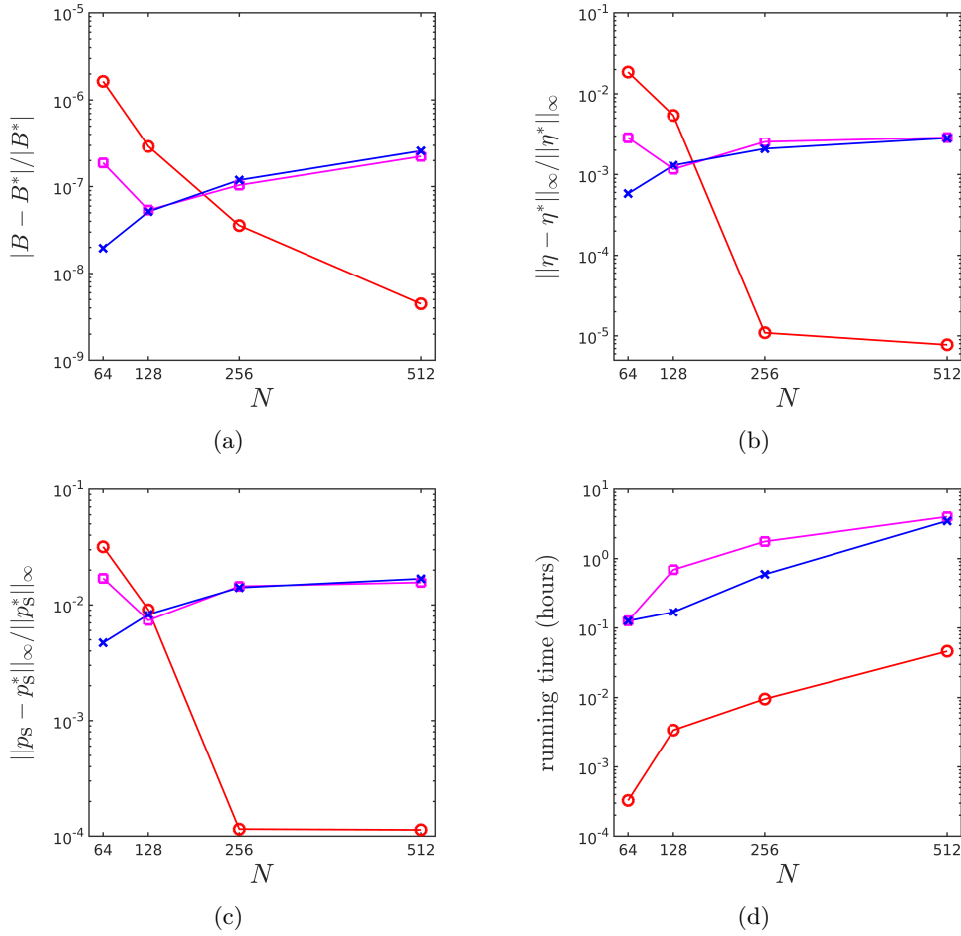 10^-5
10^-6
10^-7
10^-8
10^-9
|B − B*|/|B*|
64 128 256 512
N
(a)
10^-1
10^-2
10^-3
10^-4
10^-5
||η − η*||∞/||η*||∞
64 128 256 512
N
(b)
10^-1
10^-2
10^-3
10^-4
||p_S − p_S^*||∞/||p_S^*||∞
64 128 256 512
N
(c)
10^1
10^0
10^-1
10^-2
10^-3
10^-4
running time (hours)
64 128 256 512
N
(d)